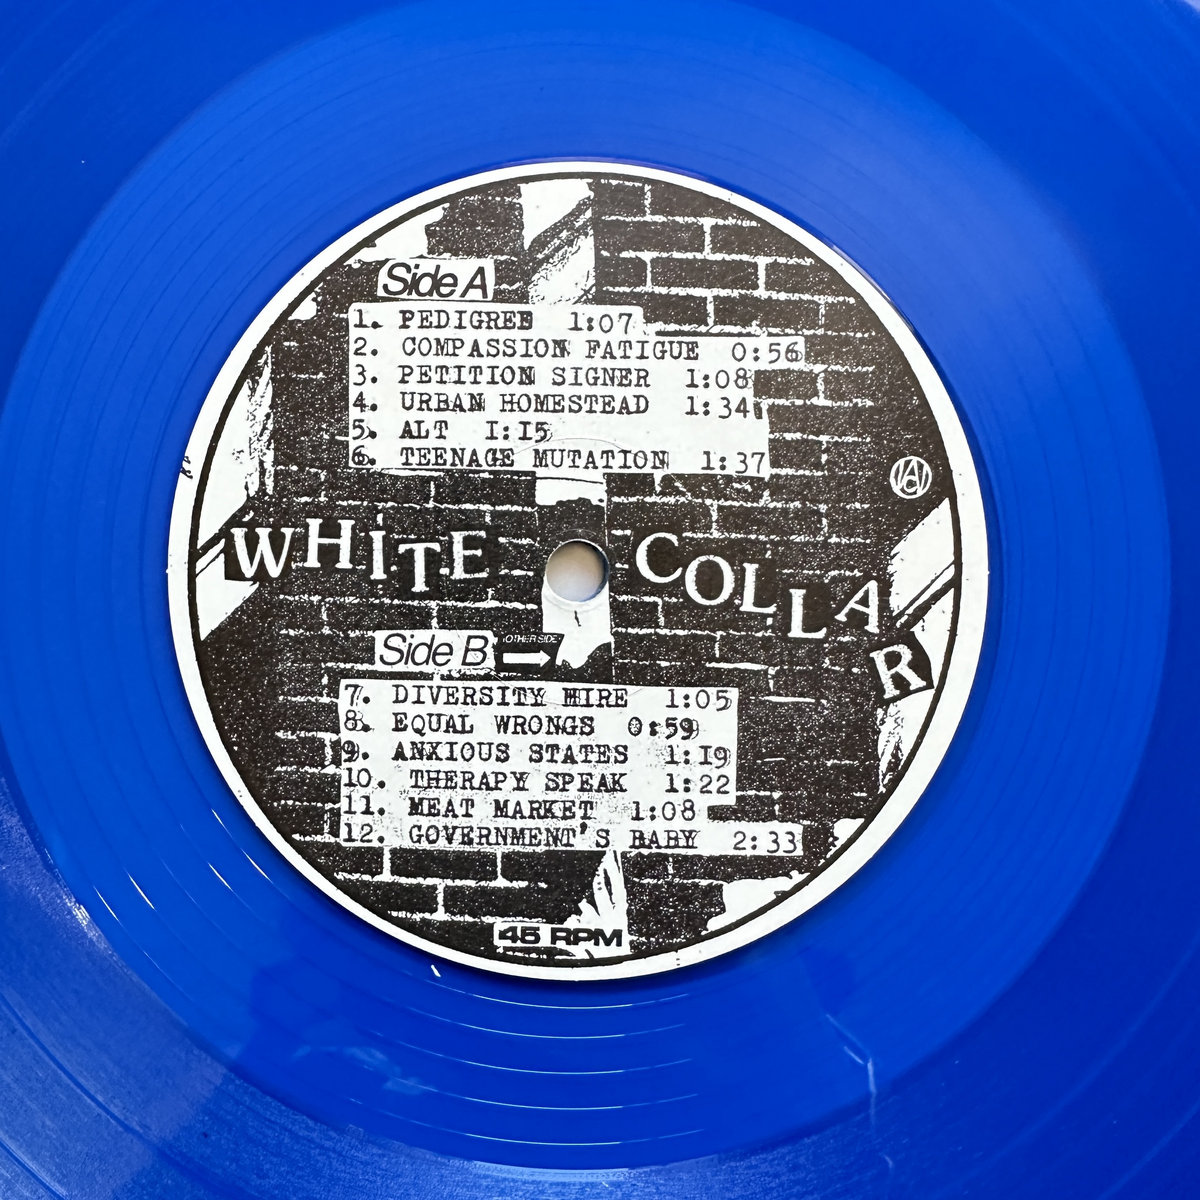 Side A
1. PEDIGREE 1:07
2. COMPASSION FATIGUE 0:56
3. PETITION SIGNER 1:08
4. URBAN HOMESTEAD 1:34
5. ALT 1:15
6. TEENAGE MUTATION 1:37
WHiTE COLLAR
Side B OTHER SIDE
7. DIVERSITY HIRE 1:05
8. EQUAL WRONGS 0:59
9. ANXIOUS STATES 1:19
10. THERAPY SPEAK 1:22
11. MEAT MARKET 1:08
12. GOVERNMENT'S BABY 2:33
45 RPM